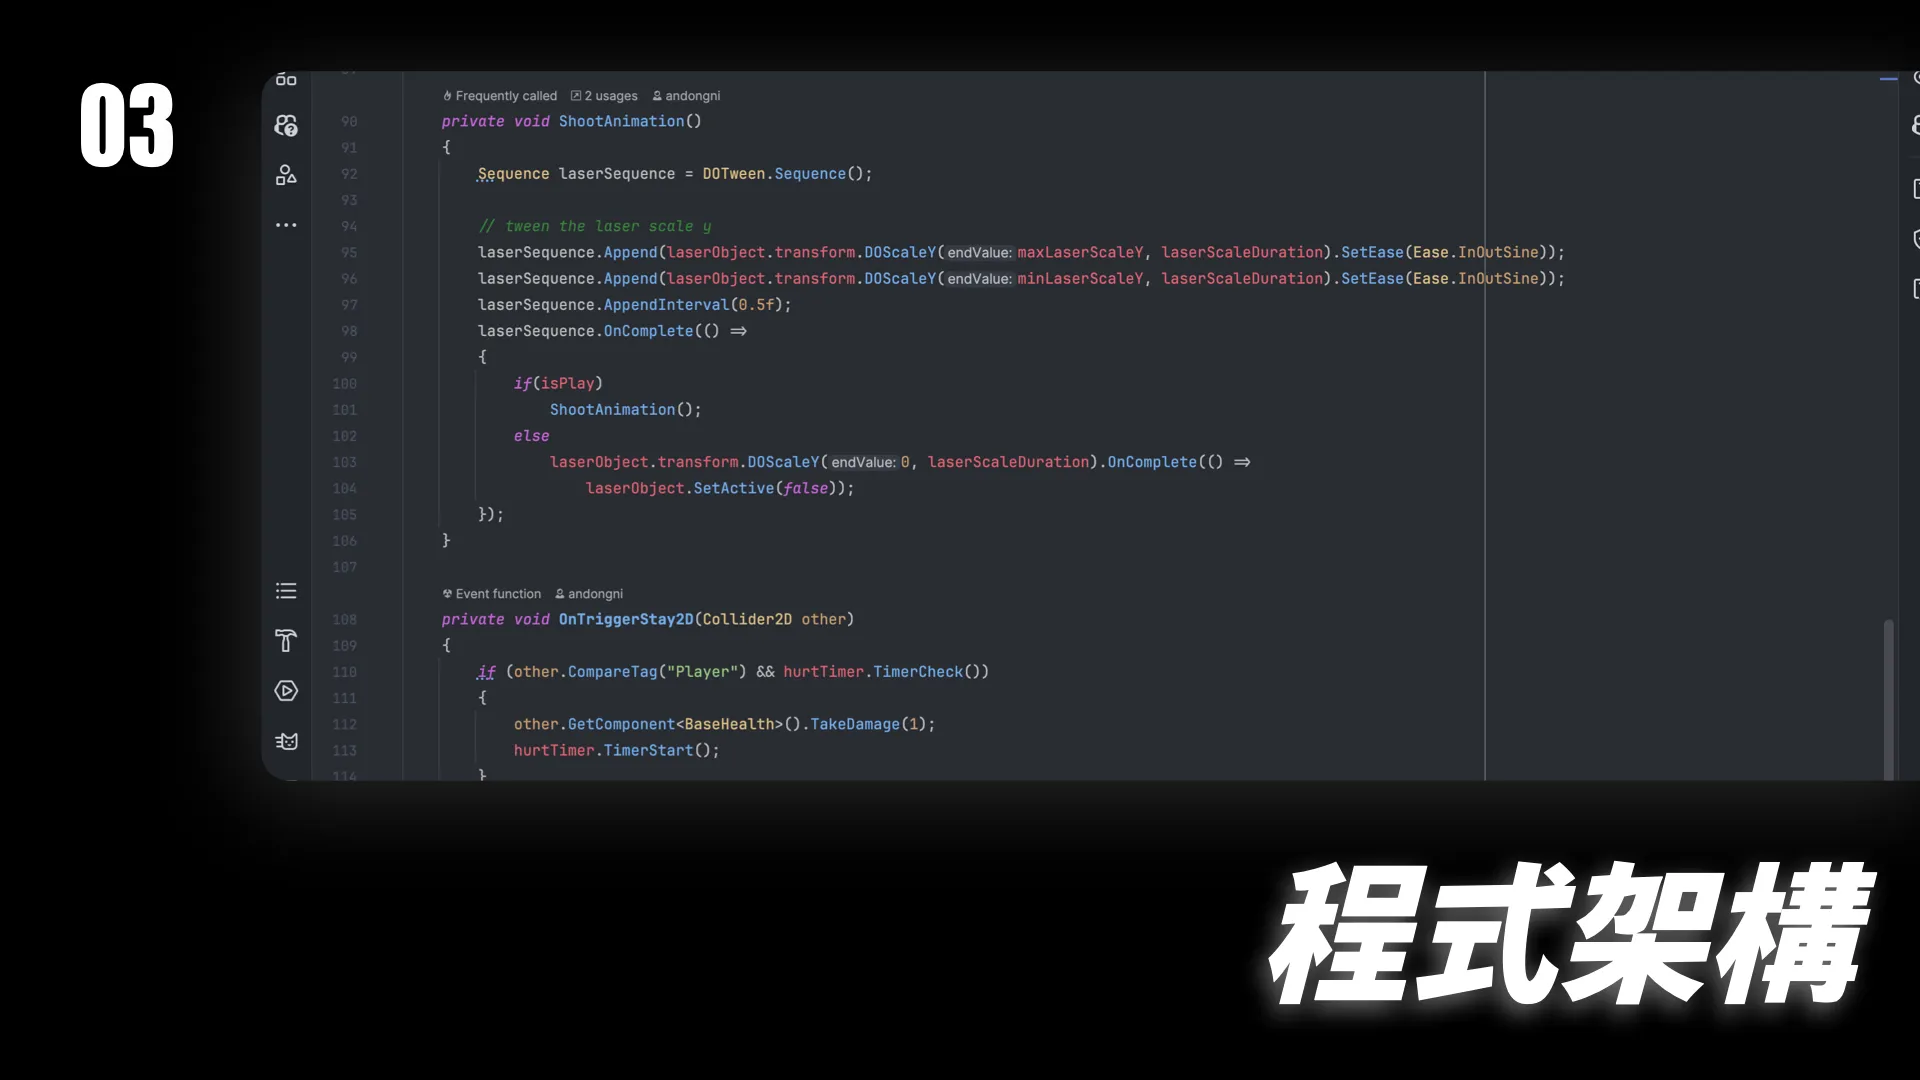 03
Frequently called 2 usages andongni
90 private void ShootAnimation()
91 {
92 Sequence laserSequence = DOTween.Sequence();
93
94 // tween the laser scale y
95 laserSequence.Append(laserObject.transform.DOScaleY(endValue: maxLaserScaleY, laserScaleDuration).SetEase(Ease.InOutSine));
96 laserSequence.Append(laserObject.transform.DOScaleY(endValue: minLaserScaleY, laserScaleDuration).SetEase(Ease.InOutSine));
97 laserSequence.AppendInterval(0.5f);
98 laserSequence.OnComplete(() =>
99 {
100 if(isPlay)
101 ShootAnimation();
102 else
103 laserObject.transform.DOScaleY(endValue: 0, laserScaleDuration).OnComplete(() =>
104 laserObject.SetActive(false));
105 });
106 }
107
Event function andongni
108 private void OnTriggerStay2D(Collider2D other)
109 {
110 if (other.CompareTag("Player") && hurtTimer.TimerCheck())
111 {
112 other.GetComponent<BaseHealth>().TakeDamage(1);
113 hurtTimer.TimerStart();
114 }
程式架構